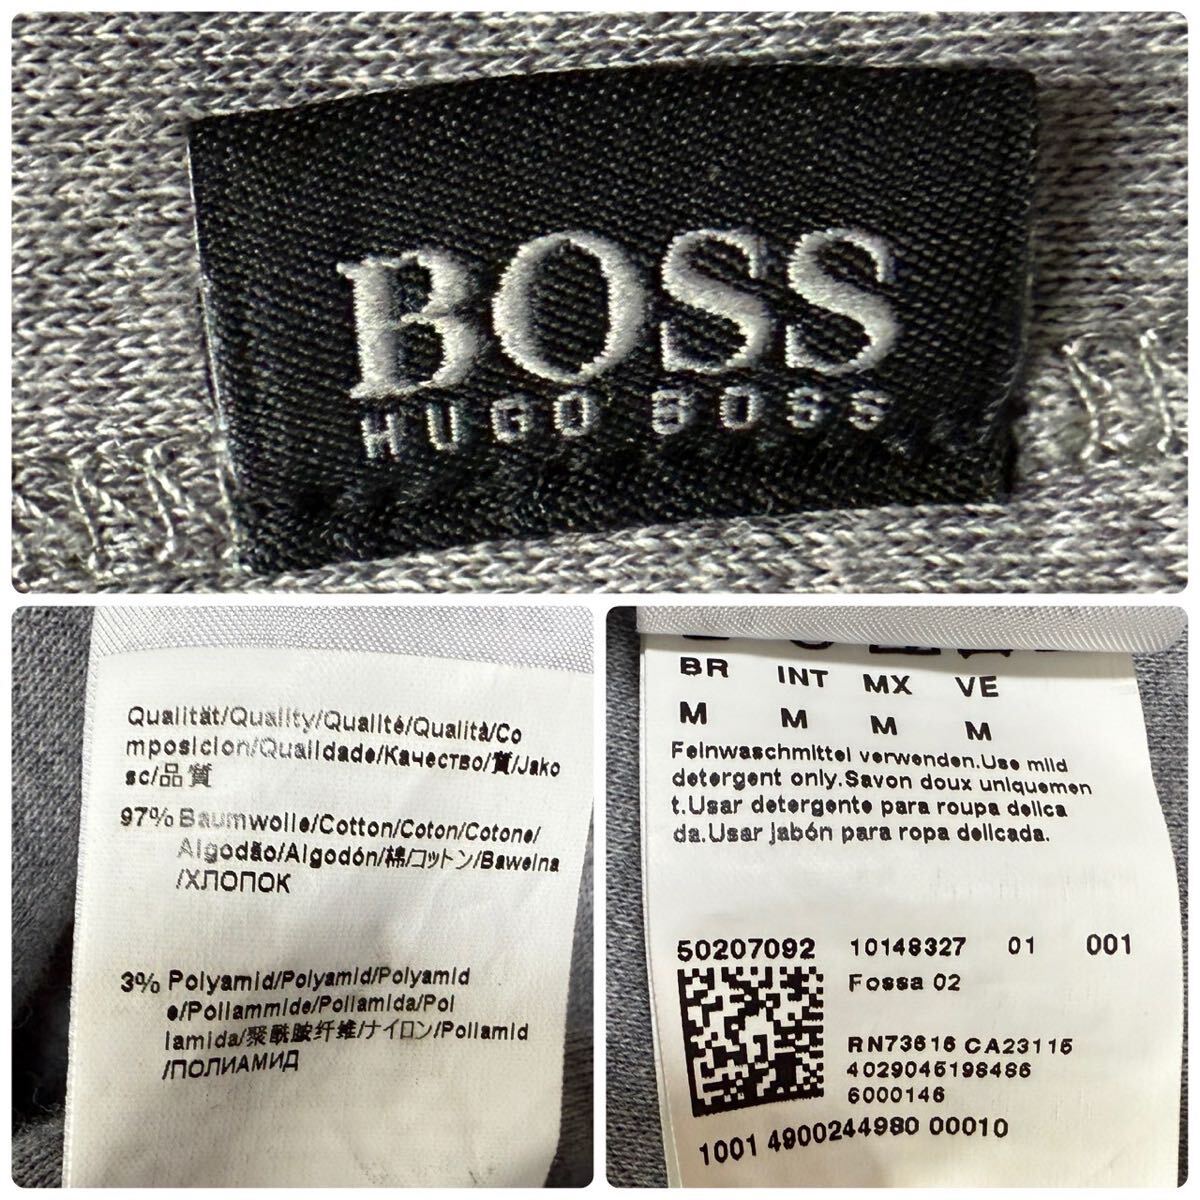 BOSS
HUGO BOSS
Qualität/Quality/Qualité/Qualità/Co
mposicion/Qualidade/Качество/質/Jako
sc/品質
97% Baumwolle/Cotton/Coton/Cotone/
Algodão/Algodón/棉/コットン/Bawelna
/ХЛОПОК
3% Polyamid/Polyamid/Polyamid
e/Poliammide/Poliamida/Pol
iamida/聚酰胺纤维/ナイロン/Poliamid
/ПОЛИАМИД
BR INT MX VE
M M M M
Feinwaschmittel verwenden.Use mild
detergent only.Savon doux uniquemen
t.Usar detergente para roupa delica
da.Usar jabón para ropa delicada.
50207092 10148327 01 001
Fossa 02
RN73616 CA23115
4029045198486
6000146
1001 4900244980 00010